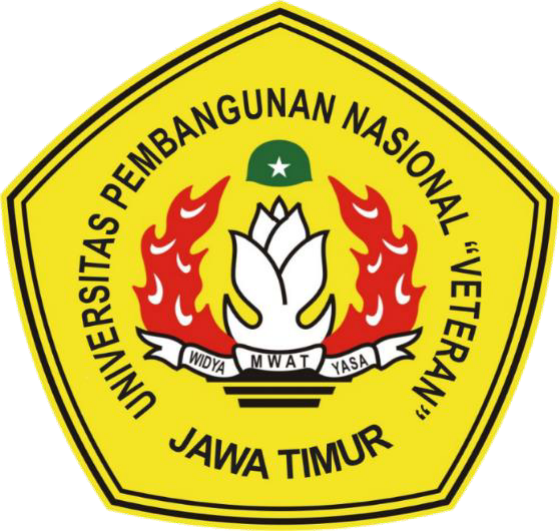 UNIVERSITAS PEMBANGUNAN NASIONAL “VETERAN”
WIDYA MWAT YASA
JAWA TIMUR